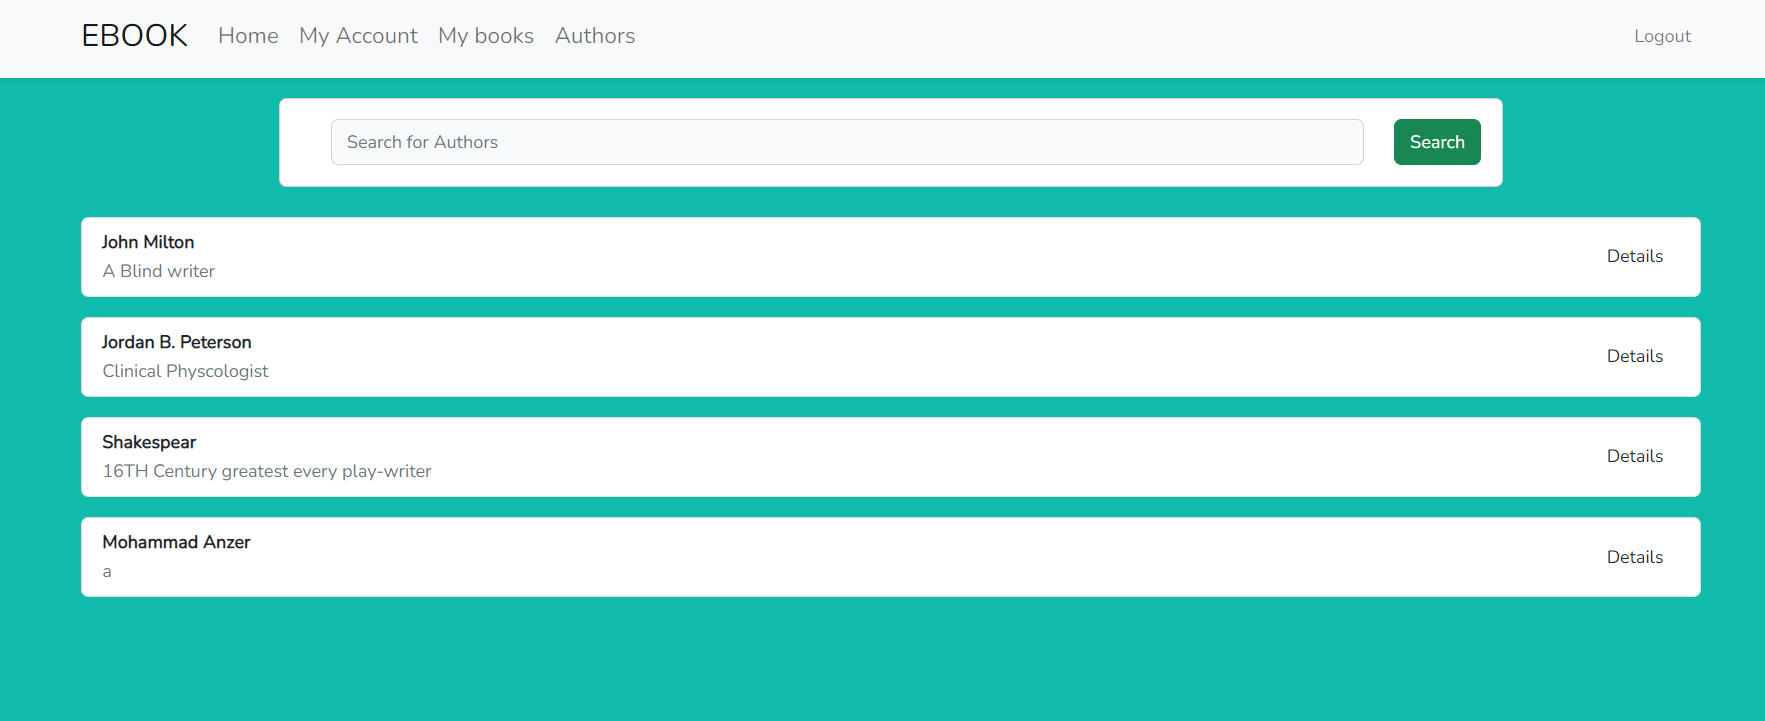 EBOOK Home My Account My books Authors Logout
Search for Authors Search
John Milton
A Blind writer
Details
Jordan B. Peterson
Clinical Physcologist
Details
Shakespear
16TH Century greatest every play-writer
Details
Mohammad Anzer
a
Details